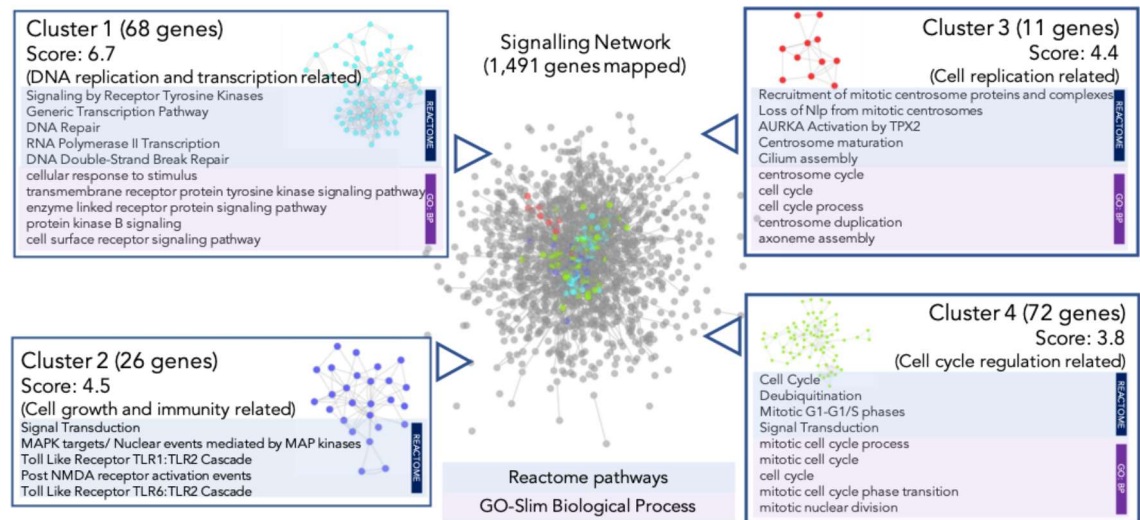 Cluster 1 (68 genes)
Score: 6.7
(DNA replication and transcription related)
Signaling by Receptor Tyrosine Kinases
Generic Transcription Pathway
DNA Repair
RNA Polymerase II Transcription
DNA Double-Strand Break Repair
REACTOME
cellular response to stimulus
transmembrane receptor protein tyrosine kinase signaling pathway
enzyme linked receptor protein signaling pathway
protein kinase B signaling
cell surface receptor signaling pathway
GO: BP
Signalling Network
(1,491 genes mapped)
Cluster 3 (11 genes)
Score: 4.4
(Cell replication related)
Recruitment of mitotic centrosome proteins and complexes
Loss of Nlp from mitotic centrosomes
AURKA Activation by TPX2
Centrosome maturation
Cilium assembly
REACTOME
centrosome cycle
cell cycle
cell cycle process
centrosome duplication
axoneme assembly
GO: BP
Cluster 2 (26 genes)
Score: 4.5
(Cell growth and immunity related)
Signal Transduction
MAPK targets/ Nuclear events mediated by MAP kinases
Toll Like Receptor TLR1:TLR2 Cascade
Post NMDA receptor activation events
Toll Like Receptor TLR6:TLR2 Cascade
REACTOME
Cluster 4 (72 genes)
Score: 3.8
(Cell cycle regulation related)
Cell Cycle
Deubiquitination
Mitotic G1-G1/S phases
Signal Transduction
REACTOME
mitotic cell cycle process
mitotic cell cycle
cell cycle
mitotic cell cycle phase transition
mitotic nuclear division
GO: BP
Reactome pathways
GO-Slim Biological Process